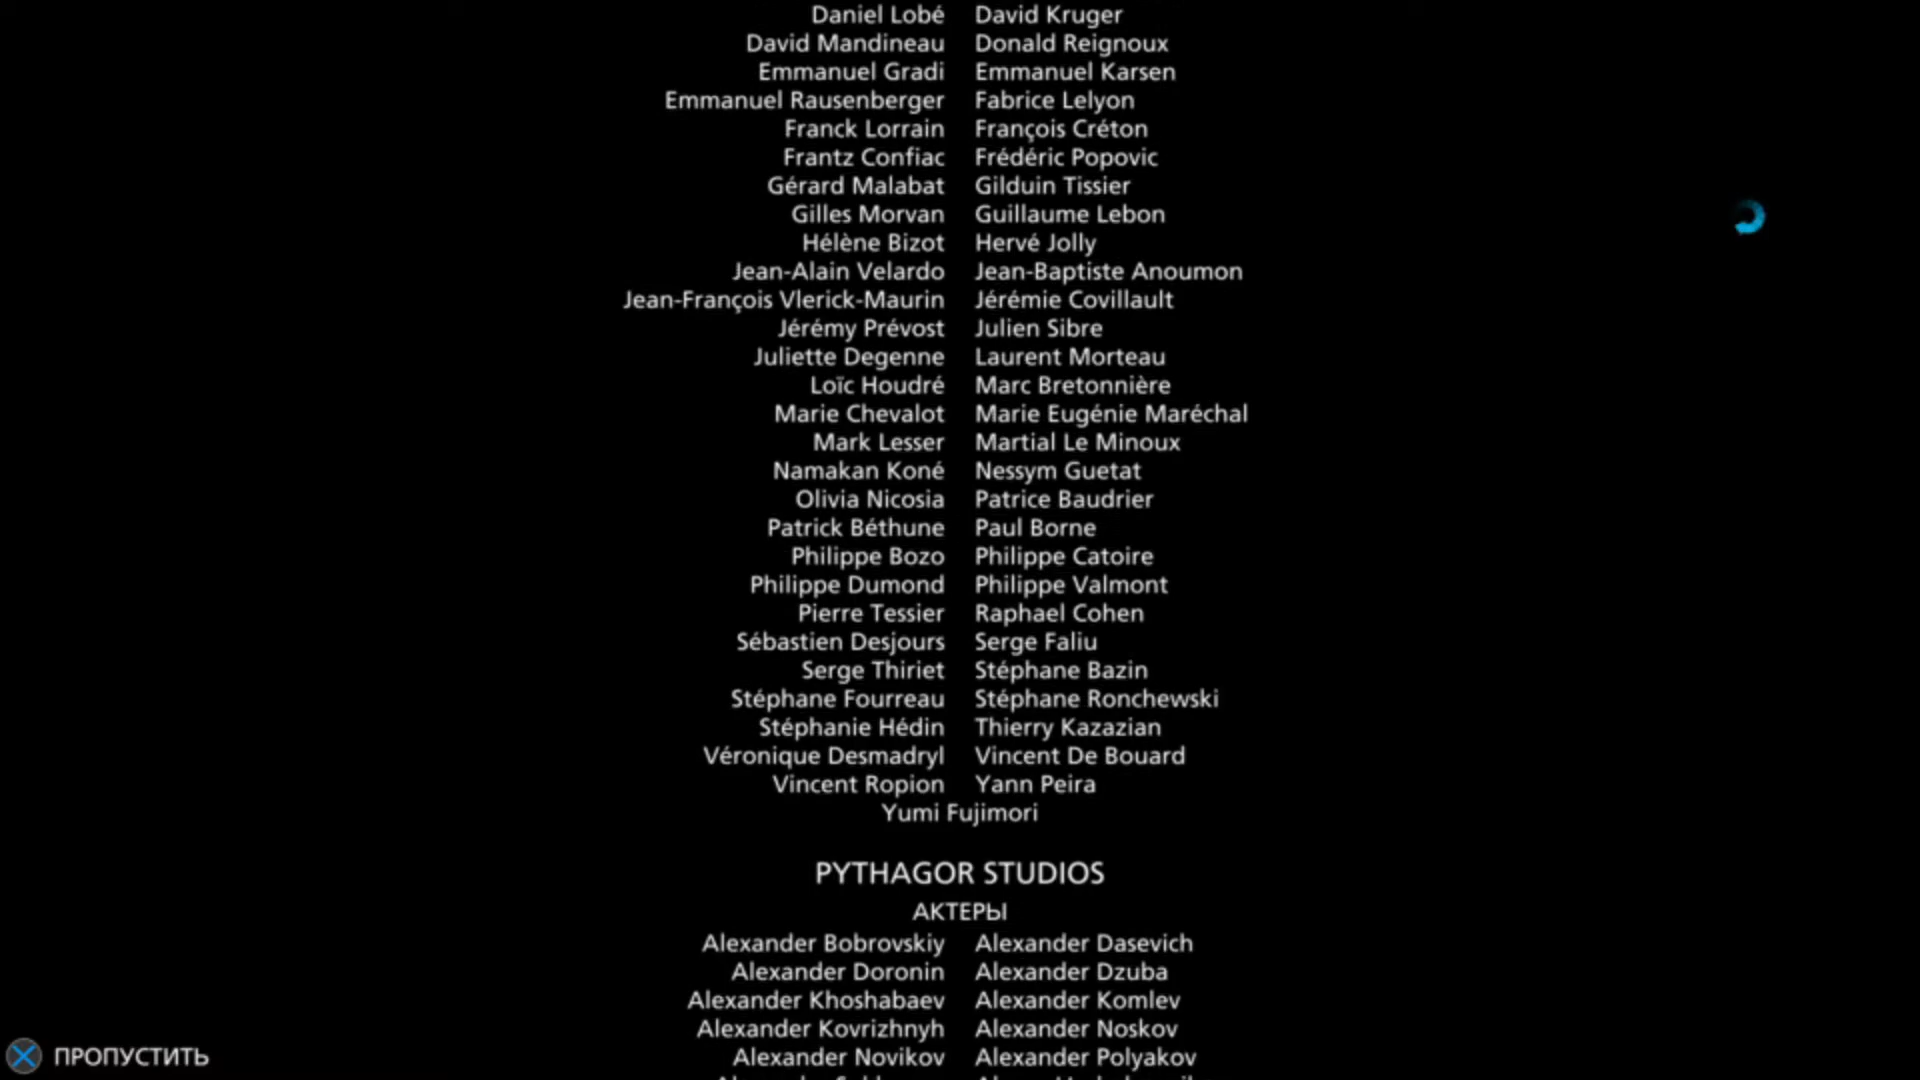 Daniel Lobé David Kruger
David Mandineau Donald Reignoux
Emmanuel Gradi Emmanuel Karsen
Emmanuel Rausenberger Fabrice Lelyon
Franck Lorrain François Créton
Frantz Confiac Frédéric Popovic
Gérard Malabat Gilduin Tissier
Gilles Morvan Guillaume Lebon
Hélène Bizot Hervé Jolly
Jean-Alain Velardo Jean-Baptiste Anoumon
Jean-François Vlerick-Maurin Jérémie Covillault
Jérémy Prévost Julien Sibre
Juliette Degenne Laurent Morteau
Loïc Houdré Marc Bretonnière
Marie Chevalot Marie Eugénie Maréchal
Mark Lesser Martial Le Minoux
Namakan Koné Nessym Guetat
Olivia Nicosia Patrice Baudrier
Patrick Béthune Paul Borne
Philippe Bozo Philippe Catoire
Philippe Dumond Philippe Valmont
Pierre Tessier Raphael Cohen
Sébastien Desjours Serge Faliu
Serge Thiriet Stéphane Bazin
Stéphane Fourreau Stéphane Ronchewski
Stéphanie Hédin Thierry Kazazian
Véronique Desmadryl Vincent De Bouard
Vincent Ropion Yann Peira
Yumi Fujimori
PYTHAGOR STUDIOS
АКТЕРЫ
Alexander Bobrovskiy Alexander Dasevich
Alexander Doronin Alexander Dzuba
Alexander Khoshabaev Alexander Komlev
Alexander Kovrizhnyh Alexander Noskov
Alexander Novikov Alexander Polyakov
ПРОПУСТИТЬ